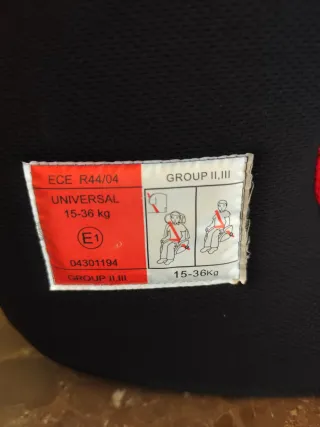 ECE R44/04
UNIVERSAL
15-36 kg
E1
04301194
GROUP II,III
GROUP II,III
15-36Kg